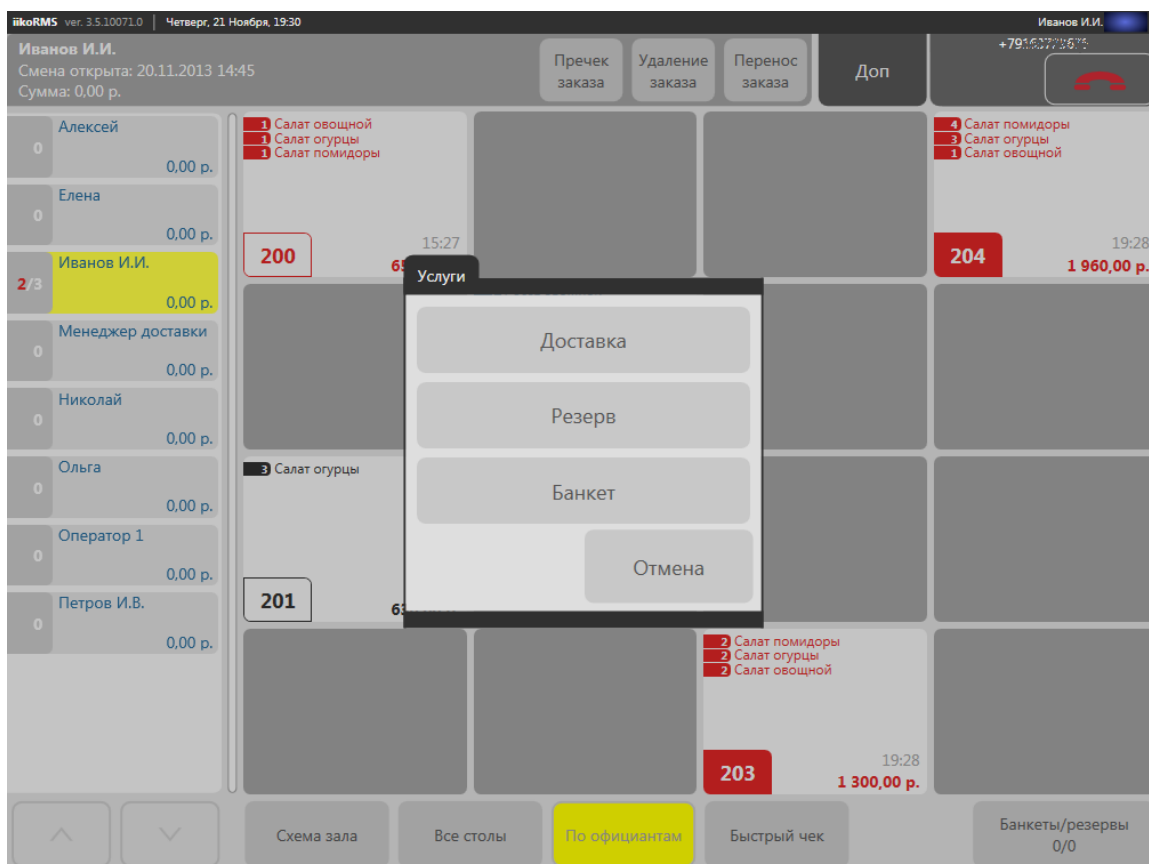 iikoRMS ver. 3.5.10071.0 | Четверг, 21 Ноября, 19:30 Иванов И.И.
Иванов И.И.
Смена открыта: 20.11.2013 14:45
Сумма: 0,00 р.
Пречек
заказа
Удаление
заказа
Перенос
заказа
Доп
0 Алексей
0,00 р.
0 Елена
0,00 р.
2/3 Иванов И.И.
0,00 р.
0 Менеджер доставки
0,00 р.
0 Николай
0,00 р.
0 Ольга
0,00 р.
0 Оператор 1
0,00 р.
0 Петров И.В.
0,00 р.
1 Салат овощной
1 Салат огурцы
1 Салат помидоры
15:27
200
4 Салат помидоры
3 Салат огурцы
1 Салат овощной
19:28
204
1 960,00 р.
Услуги
Доставка
Резерв
Банкет
Отмена
3 Салат огурцы
201
2 Салат помидоры
2 Салат огурцы
2 Салат овощной
19:28
203
1 300,00 р.
Схема зала
Все столы
По официантам
Быстрый чек
Банкеты/резервы
0/0